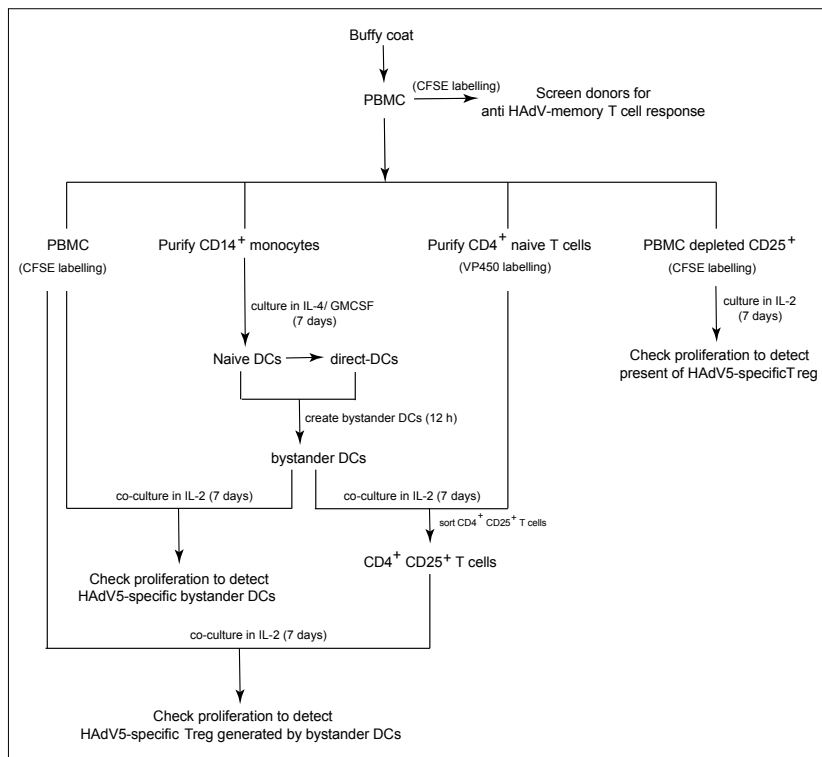 Buffy coat
(CFSE labelling)
PBMC
Screen donors for
anti HAdV-memory T cell response
PBMC
(CFSE labelling)
Purify CD14+ monocytes
Purify CD4+ naive T cells
(VP450 labelling)
PBMC depleted CD25+
(CFSE labelling)
culture in IL-4/ GMCSF
(7 days)
culture in IL-2
(7 days)
Naive DCs
direct-DCs
Check proliferation to detect
present of HAdV5-specificT reg
create bystander DCs (12 h)
bystander DCs
co-culture in IL-2 (7 days)
co-culture in IL-2 (7 days)
sort CD4+ CD25+ T cells
CD4+ CD25+ T cells
Check proliferation to detect
HAdV5-specific bystander DCs
co-culture in IL-2 (7 days)
Check proliferation to detect
HAdV5-specific Treg generated by bystander DCs